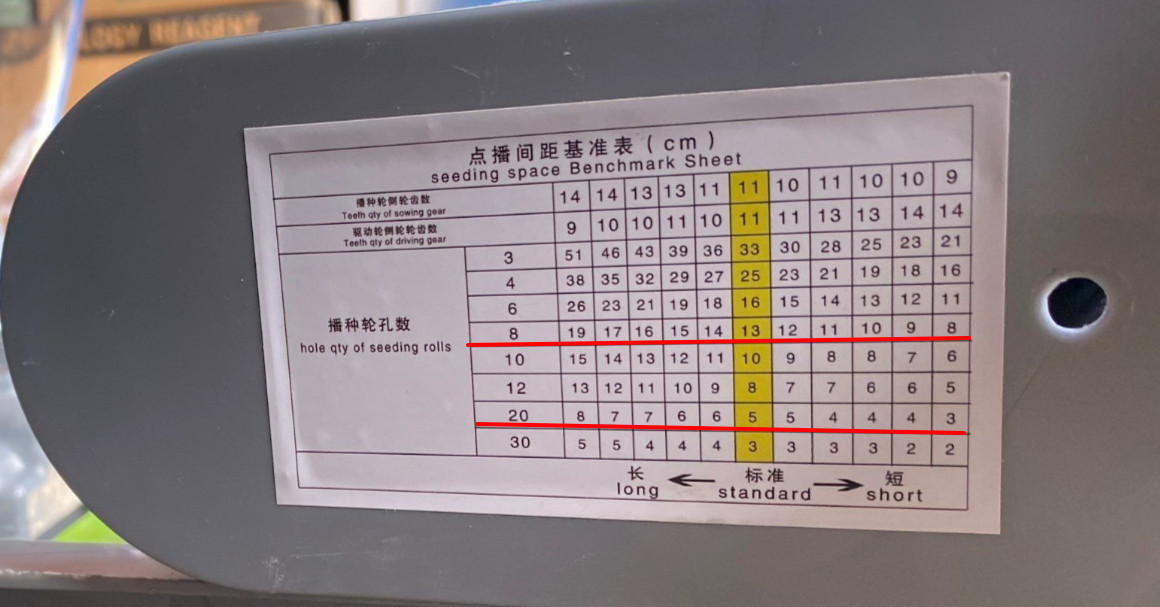 LOGY REAGENT
点播间距基准表 ( cm )
seeding space Benchmark Sheet
播种轮侧轮齿数 14 14 13 13 11 11 10 11 10 10 9
Teeth qty of sowing gear
驱动轮侧轮轮齿数 9 10 10 11 10 11 11 13 13 14 14
Teeth qty of driving gear
3 51 46 43 39 36 33 30 28 25 23 21
4 38 35 32 29 27 25 23 21 19 18 16
6 26 23 21 19 18 16 15 14 13 12 11
播种轮孔数
hole qty of seeding rolls
8 19 17 16 15 14 13 12 11 10 9 8
10 15 14 13 12 11 10 9 8 8 7 6
12 13 12 11 10 9 8 7 7 6 6 5
20 8 7 7 6 6 5 5 4 4 4 3
30 5 5 4 4 4 3 3 3 3 2 2
长 ← 标准 → 短
long standard short